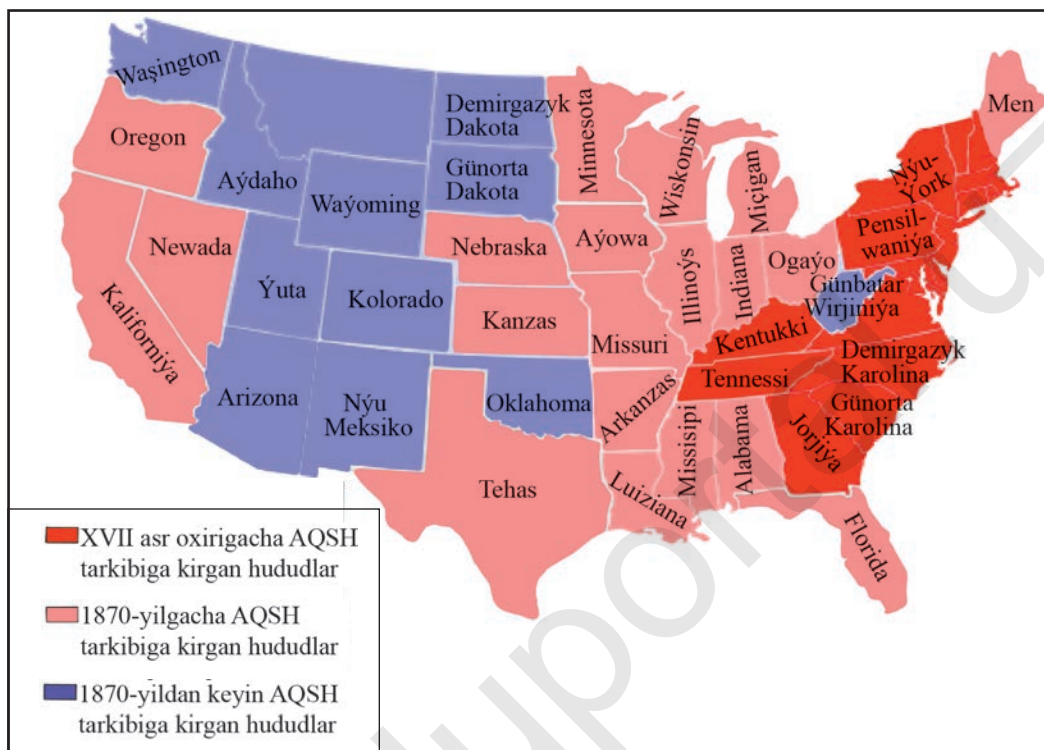 Waşington
Oregon
Aýdaho
Demirgazyk
Dakota
Günorta
Dakota
Waýoming
Minnesota
Wiskonsin
Miçigan
Men
Nýu-
Ýork
Pensil-
waniýa
Newada
Kaliforniýa
Ýuta
Kolorado
Nebraska
Kanzas
Aýowa
Missuri
Illinoýs
Indiana
Ogaýo
Günbatar
Wirjiniýa
Kentukki
Tennessi
Demirgazyk
Karolina
Günorta
Karolina
Jorjiýa
Arizona
Nýu
Meksiko
Oklahoma
Arkanzas
Tehas
Luiziana
Missisipi
Alabama
Florida
XVII asr oxirigacha AQSH
tarkibiga kirgan hududlar
1870-yilgacha AQSH
tarkibiga kirgan hududlar
1870-yildan keyin AQSH
tarkibiga kirgan hududlar